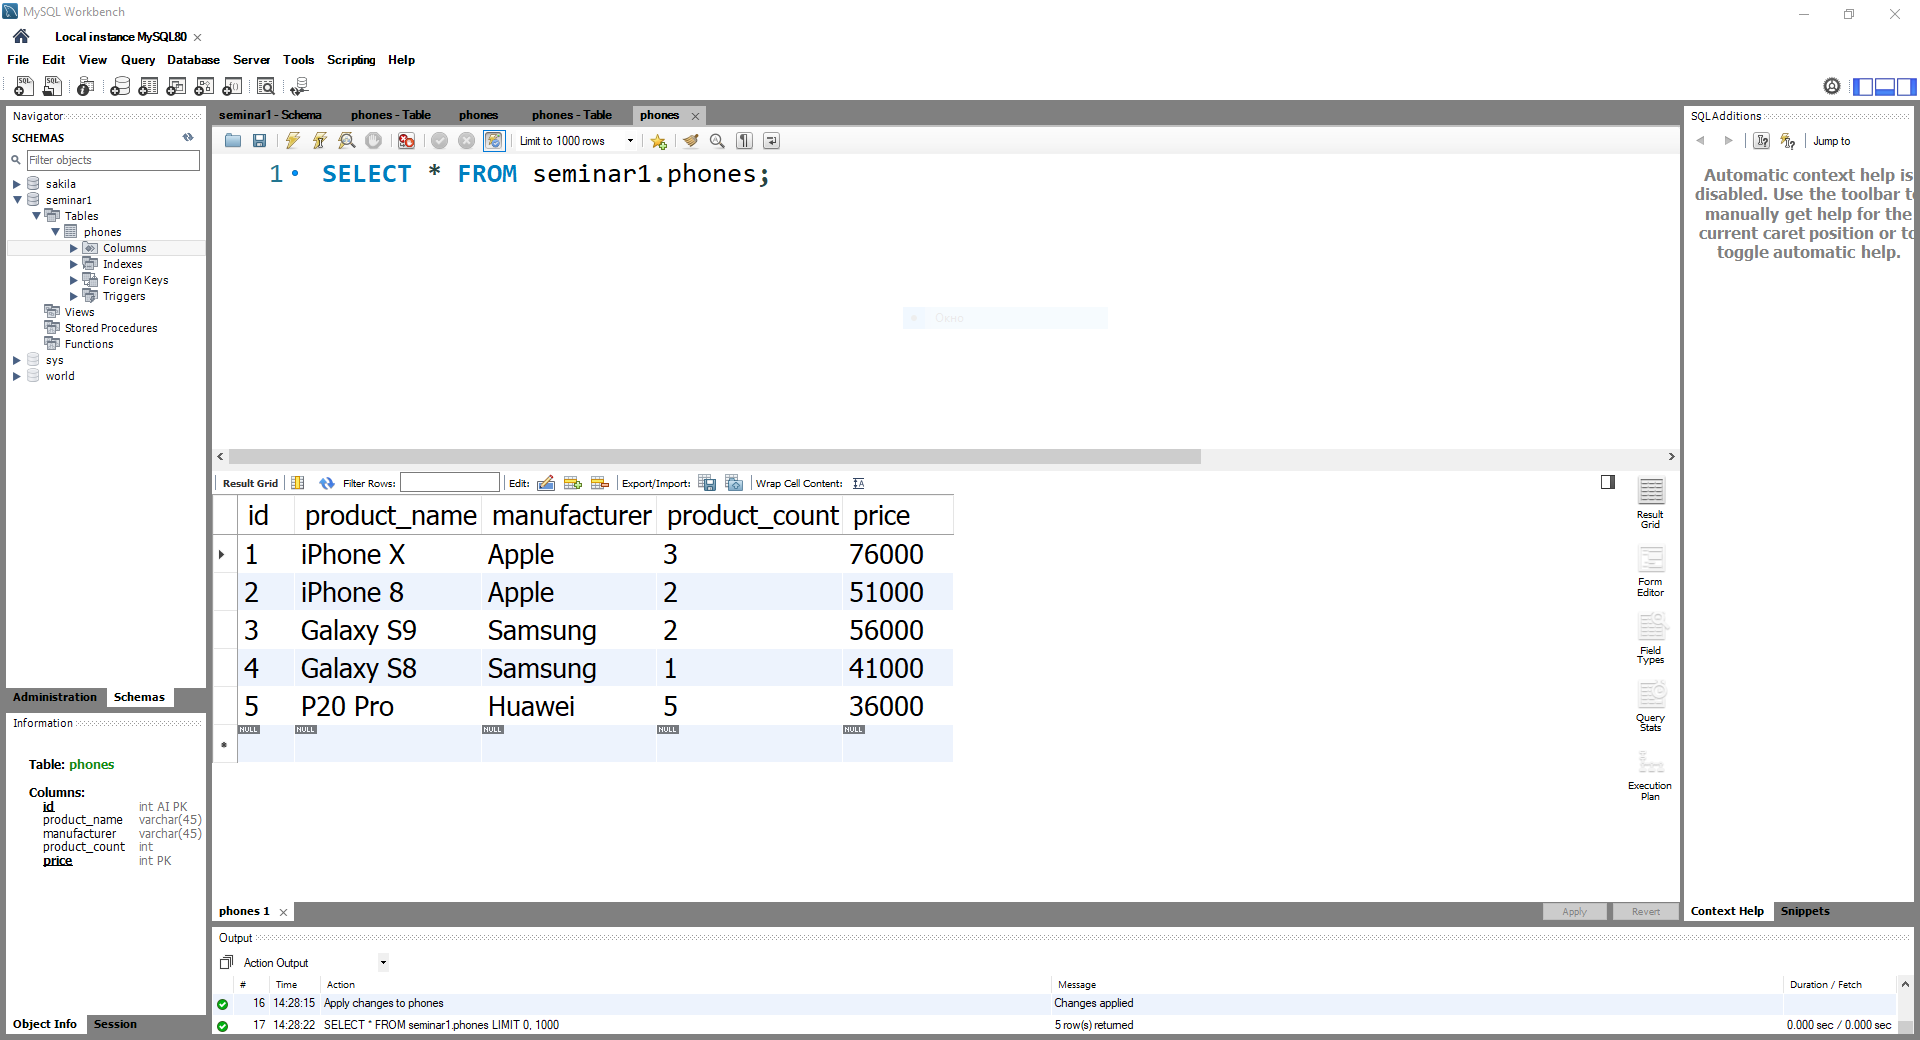 MySQL Workbench
Local instance MySQL80
File Edit View Query Database Server Tools Scripting Help
Navigator
SCHEMAS
Filter objects
sakila
seminar1
Tables
phones
Columns
Indexes
Foreign Keys
Triggers
Views
Stored Procedures
Functions
sys
world
Administration Schemas
Information
Table: phones
Columns:
id int AI PK
product_name varchar(45)
manufacturer varchar(45)
product_count int
price int PK
Object Info Session
seminar1 - Schema phones - Table phones phones - Table phones
Limit to 1000 rows
1 SELECT * FROM seminar1.phones;
Окно
Result Grid Filter Rows: Edit: Export/Import: Wrap Cell Content:
id product_name manufacturer product_count price
1 iPhone X Apple 3 76000
2 iPhone 8 Apple 2 51000
3 Galaxy S9 Samsung 2 56000
4 Galaxy S8 Samsung 1 41000
5 P20 Pro Huawei 5 36000
NULL NULL NULL NULL NULL
Result
Grid
Form
Editor
Field
Types
Query
Stats
Execution
Plan
phones 1
Apply Revert
SQLAdditions
Jump to
Automatic context help is
disabled. Use the toolbar
manually get help for the
current caret position or
toggle automatic help.
Context Help Snippets
Output
Action Output
# Time Action Message Duration / Fetch
16 14:28:15 Apply changes to phones Changes applied
17 14:28:22 SELECT * FROM seminar1.phones LIMIT 0, 1000 5 row(s) returned 0.000 sec / 0.000 sec